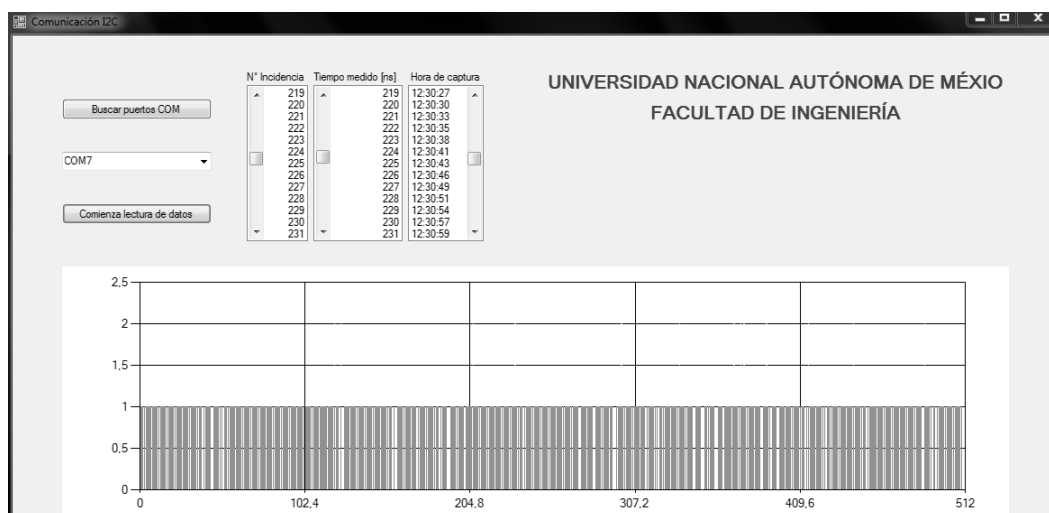 Comunicación I2C
UNIVERSIDAD NACIONAL AUTÓNOMA DE MÉXIO
FACULTAD DE INGENIERÍA
Buscar puertos COM
COM7
Comienza lectura de datos
N° Incidencia Tiempo medido [ns] Hora de captura
219 219 12:30:27
220 220 12:30:30
221 221 12:30:33
222 222 12:30:35
223 223 12:30:38
224 224 12:30:41
225 225 12:30:43
226 226 12:30:46
227 227 12:30:49
228 228 12:30:51
229 229 12:30:54
230 230 12:30:57
231 231 12:30:59
2,5
2
1,5
1
0,5
0
0 102,4 204,8 307,2 409,6 512